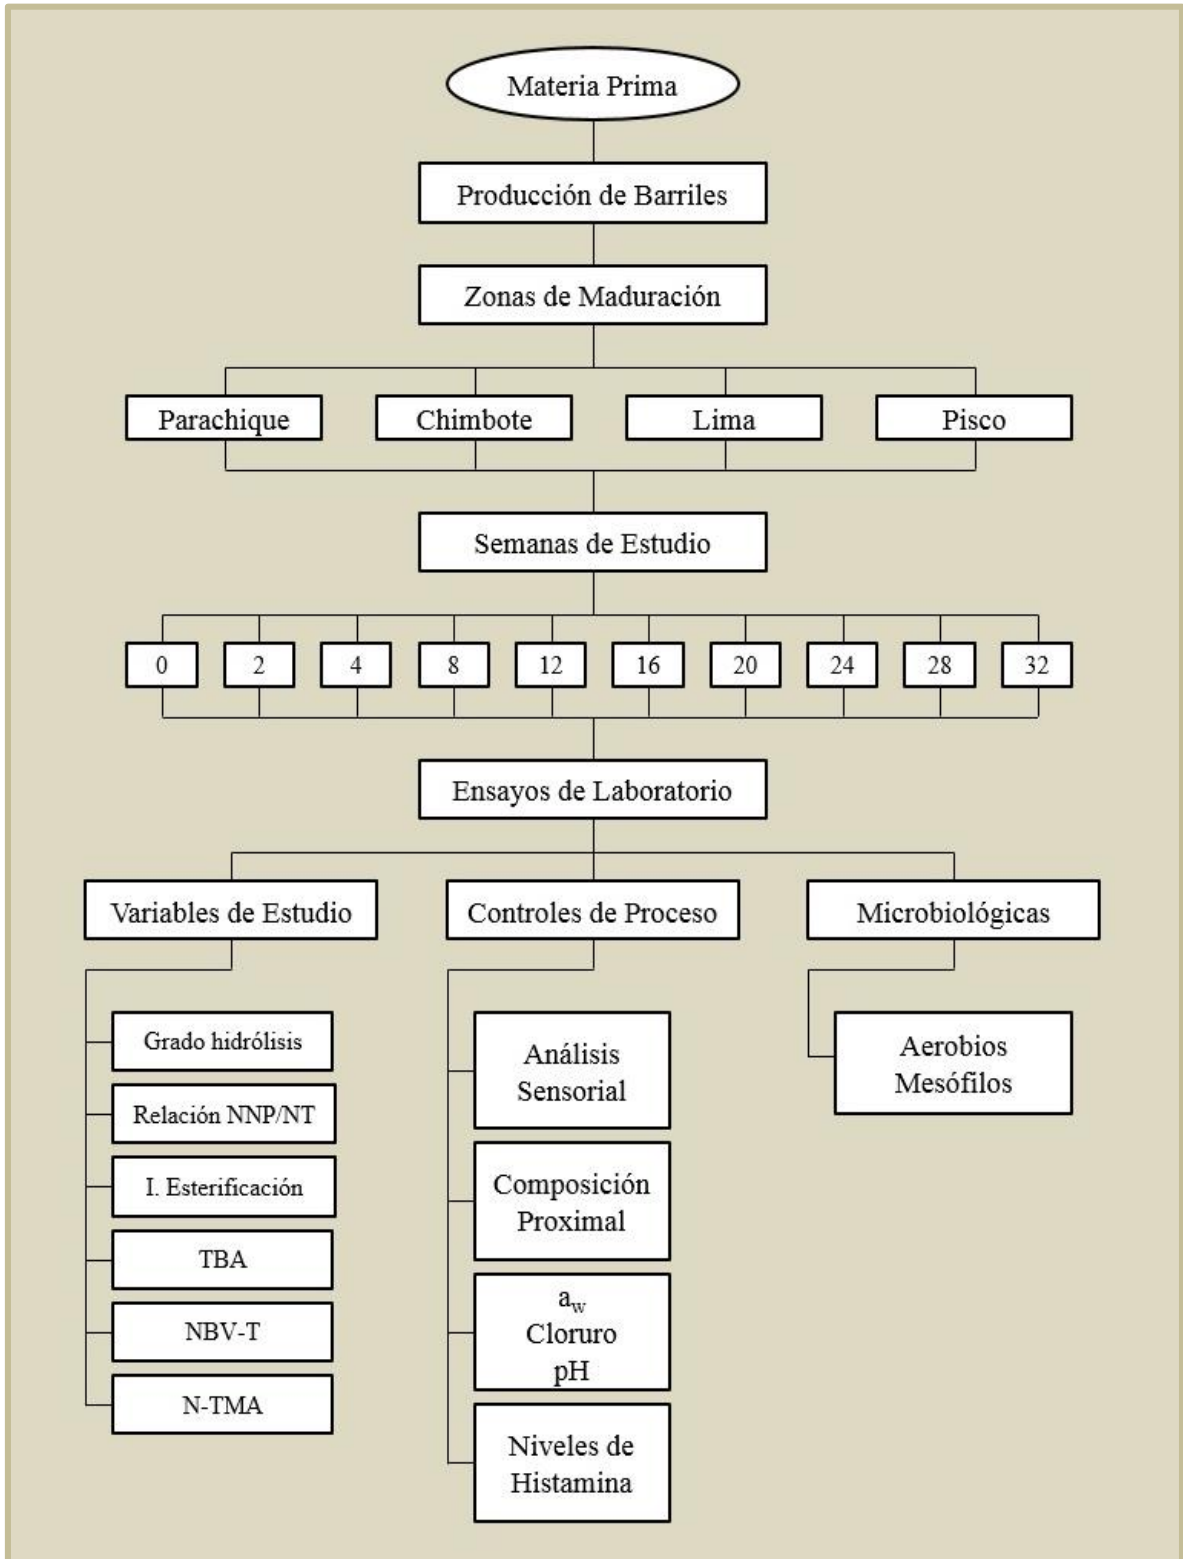 Materia Prima
Producción de Barriles
Zonas de Maduración
Parachique
Chimbote
Lima
Pisco
Semanas de Estudio
0
2
4
8
12
16
20
24
28
32
Ensayos de Laboratorio
Variables de Estudio
Controles de Proceso
Microbiológicas
Grado hidrólisis
Relación NNP/NT
I. Esterificación
TBA
NBV-T
N-TMA
Análisis
Sensorial
Composición
Proximal
aw
Cloruro
pH
Niveles de
Histamina
Aerobios
Mesófilos